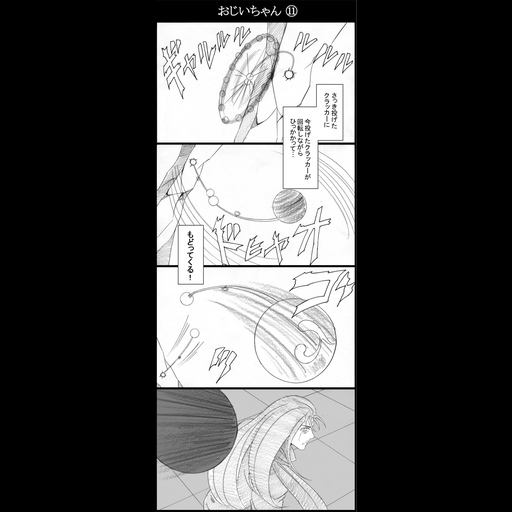 おじいちゃん ⑪
ギャルルル
ルルル
さっき投げた
クラッカーに
今投げたクラッカーが
回転しながら
ひっかかって…
ドヒャオ
もどってくる！